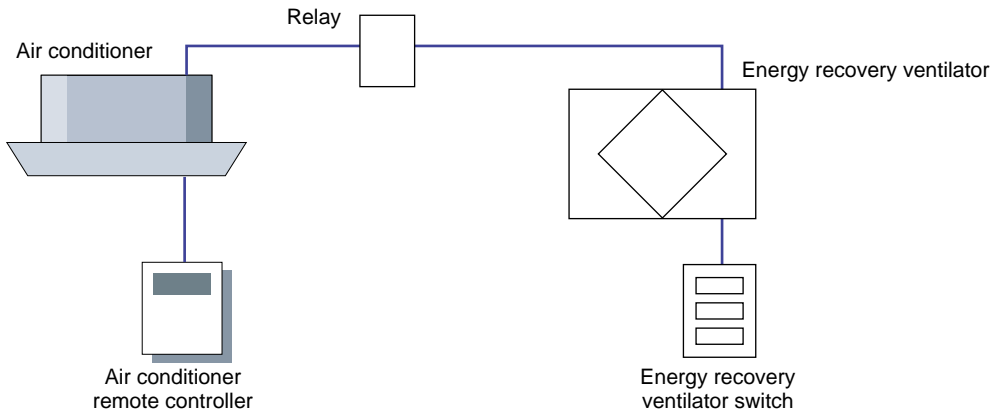 Relay
Air conditioner
Energy recovery ventilator
Air conditioner
remote controller
Energy recovery
ventilator switch